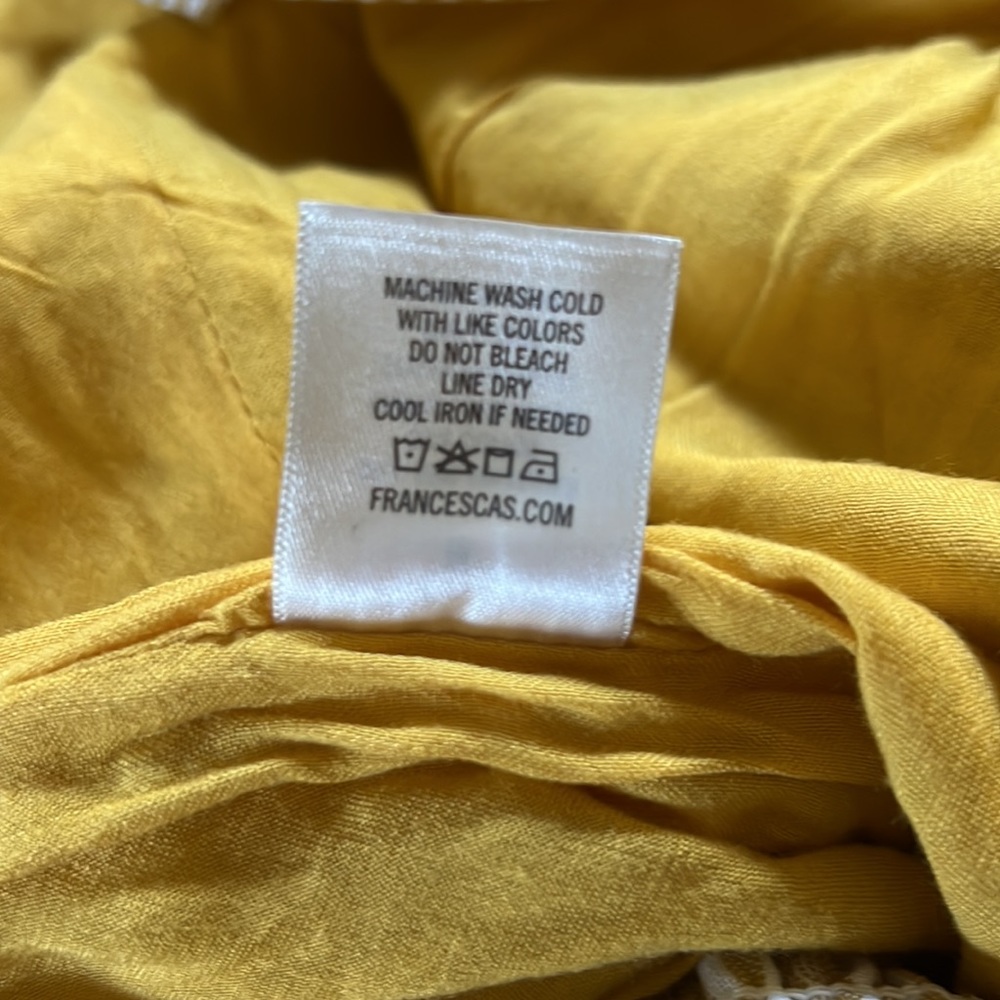 MACHINE WASH COLD
WITH LIKE COLORS
DO NOT BLEACH
LINE DRY
COOL IRON IF NEEDED
FRANCESCAS.COM